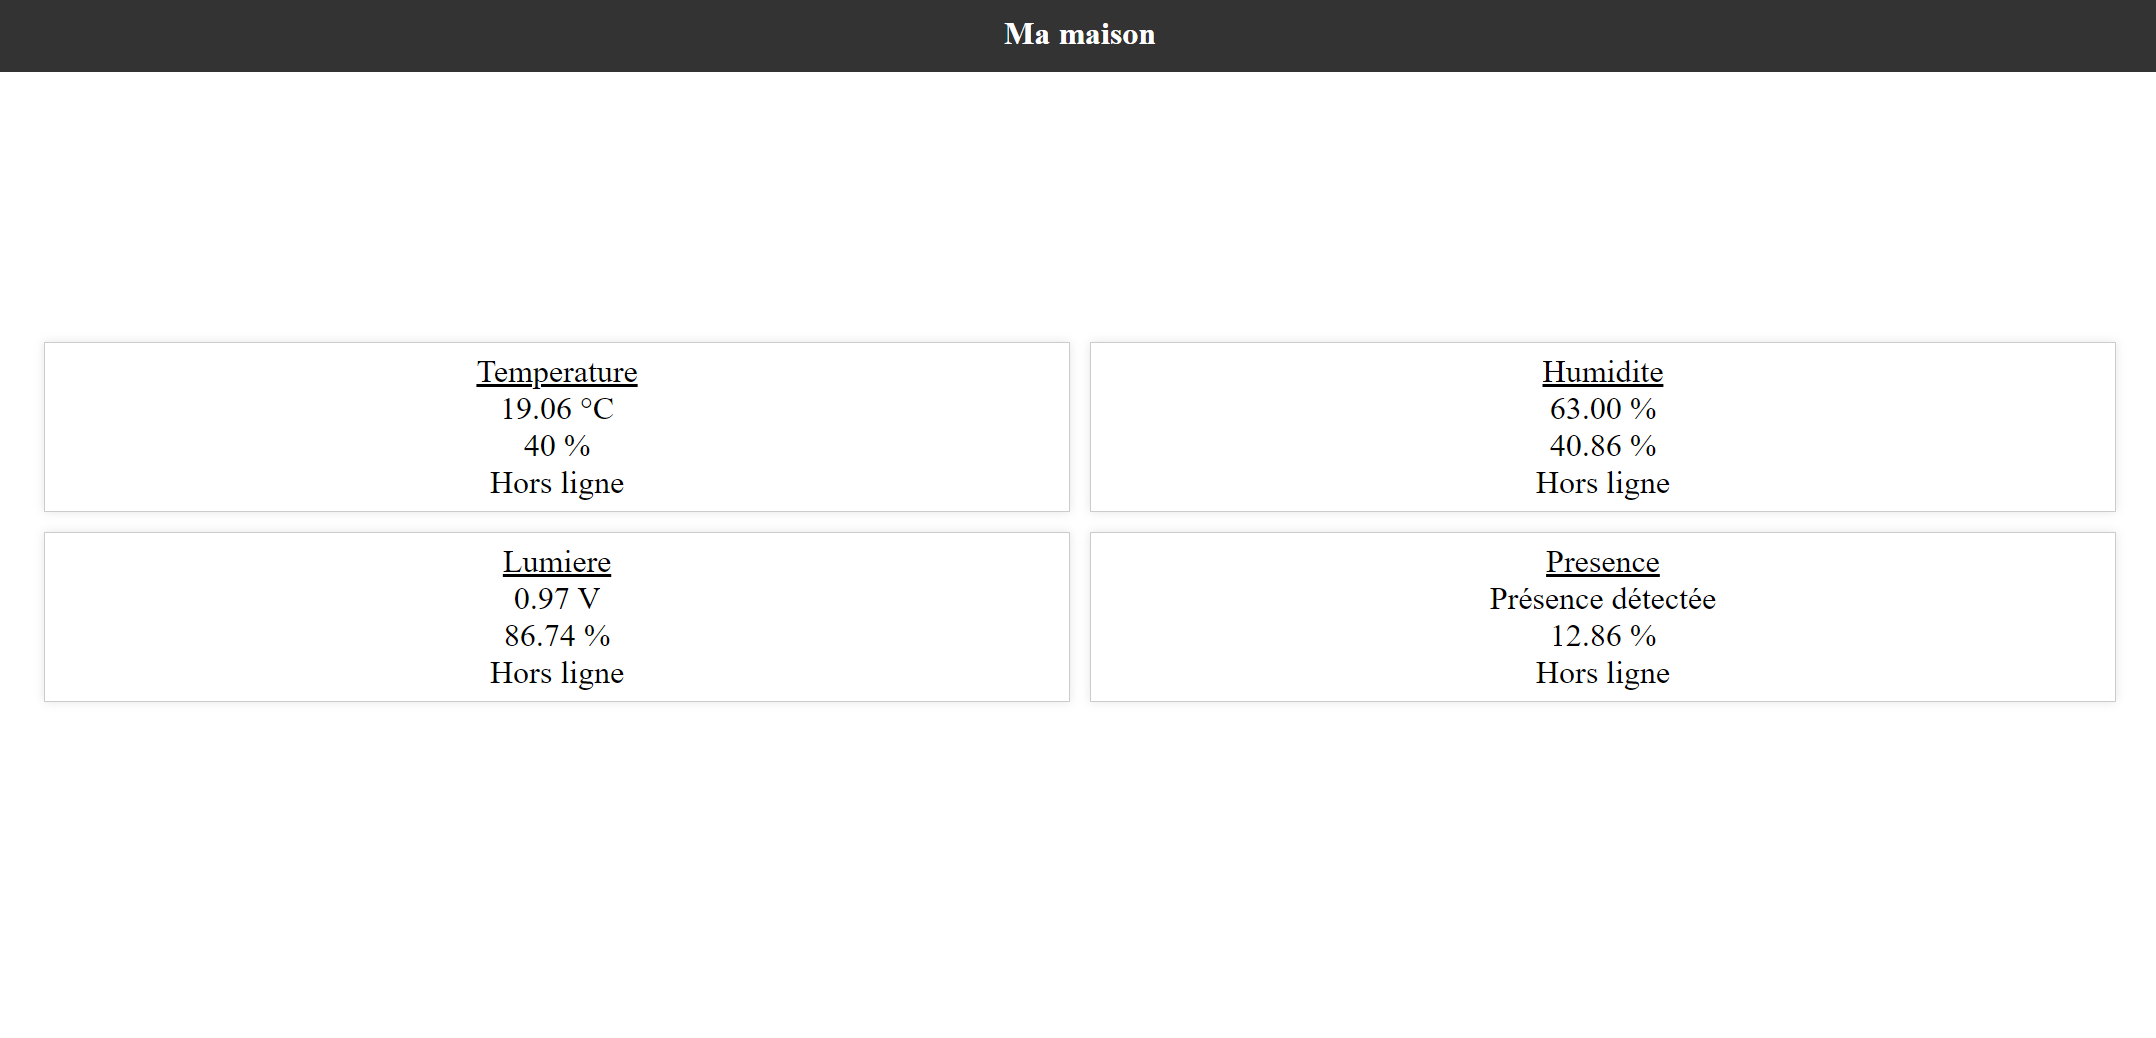 Ma maison
Temperature
19.06 °C
40 %
Hors ligne
Humidite
63.00 %
40.86 %
Hors ligne
Lumiere
0.97 V
86.74 %
Hors ligne
Presence
Présence détectée
12.86 %
Hors ligne